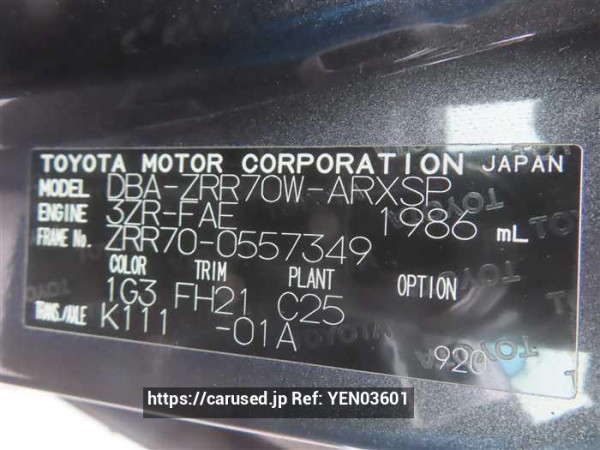 TOYOTA MOTOR CORPORATION JAPAN
MODEL DBA-ZRR70W-ARXSP
ENGINE 3ZR-FAE 1986 mL
FRAME No. ZRR70-0557349
COLOR TRIM PLANT OPTION
1G3 FH21 C25
TRANS./AXLE K111 -01A
920
https://carused.jp Ref: YEN03601